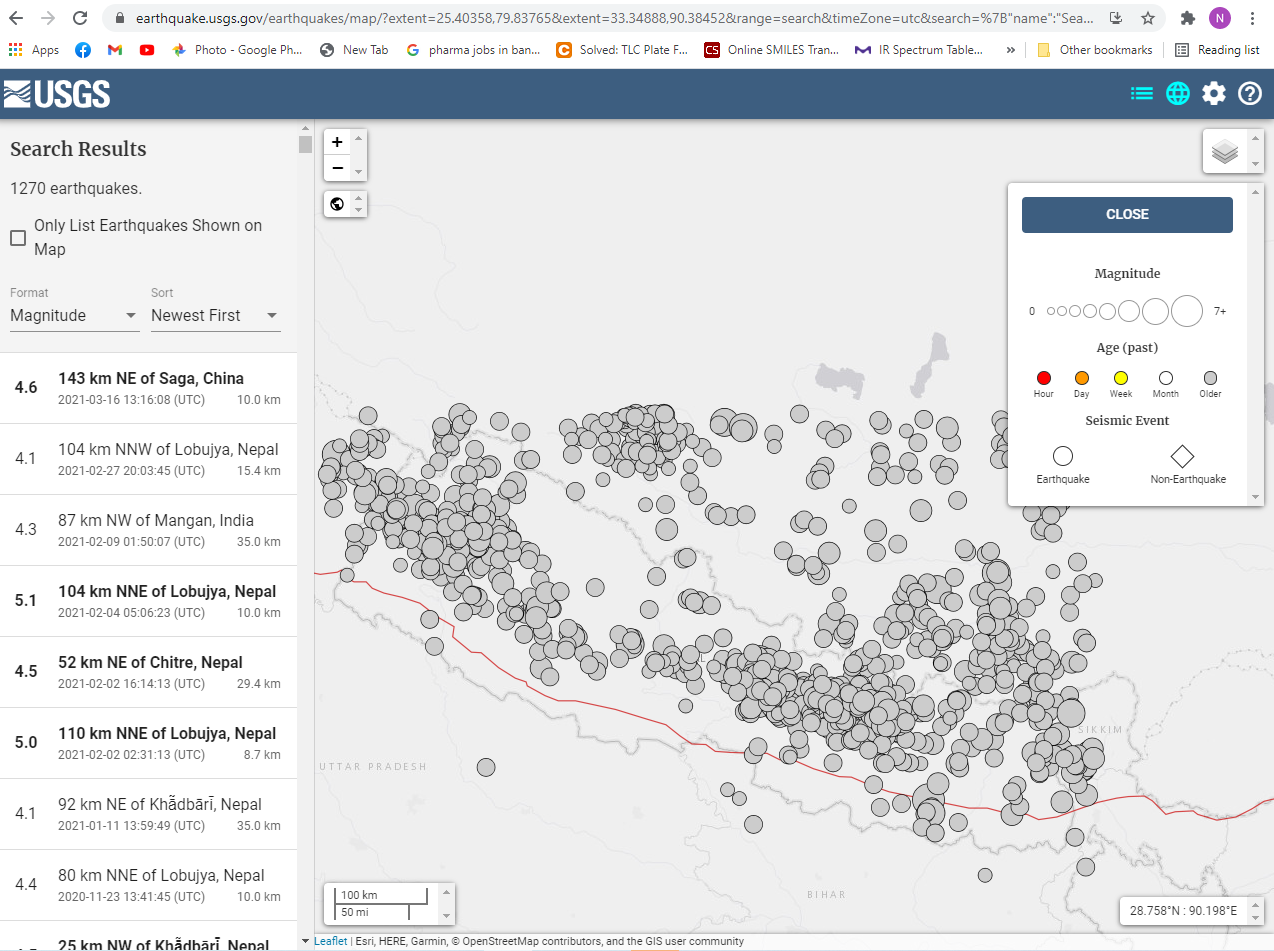 earthquake.usgs.gov/earthquakes/map/?extent=25.40358,79.83765&extent=33.34888,90.38452&range=search&timeZone=utc&search=%7B"name":"Sea...
N
Apps
Photo - Google Ph...
New Tab
pharma jobs in ban...
Solved: TLC Plate F...
CS Online SMILES Tran...
IR Spectrum Table...
»
Other bookmarks
Reading list
USGS
Search Results
1270 earthquakes.
Only List Earthquakes Shown on
Map
Format
Sort
Magnitude
Newest First
4.6 143 km NE of Saga, China
2021-03-16 13:16:08 (UTC) 10.0 km
4.1 104 km NNW of Lobujya, Nepal
2021-02-27 20:03:45 (UTC) 15.4 km
4.3 87 km NW of Mangan, India
2021-02-09 01:50:07 (UTC) 35.0 km
5.1 104 km NNE of Lobujya, Nepal
2021-02-04 05:06:23 (UTC) 10.0 km
4.5 52 km NE of Chitre, Nepal
2021-02-02 16:14:13 (UTC) 29.4 km
5.0 110 km NNE of Lobujya, Nepal
2021-02-02 02:31:13 (UTC) 8.7 km
4.1 92 km NE of Khā̃dbārī̃, Nepal
2021-01-11 13:59:49 (UTC) 35.0 km
4.4 80 km NNE of Lobujya, Nepal
2020-11-23 13:41:45 (UTC) 10.0 km
25 km NW of Khā̃dbārī̃, Nepal
+
−
CLOSE
Magnitude
0 7+
Age (past)
Hour Day Week Month Older
Seismic Event
Earthquake Non-Earthquake
SIKKIM
UTTAR PRADESH
BIHAR
100 km
50 mi
28.758°N : 90.198°E
Leaflet | Esri, HERE, Garmin, © OpenStreetMap contributors, and the GIS user community